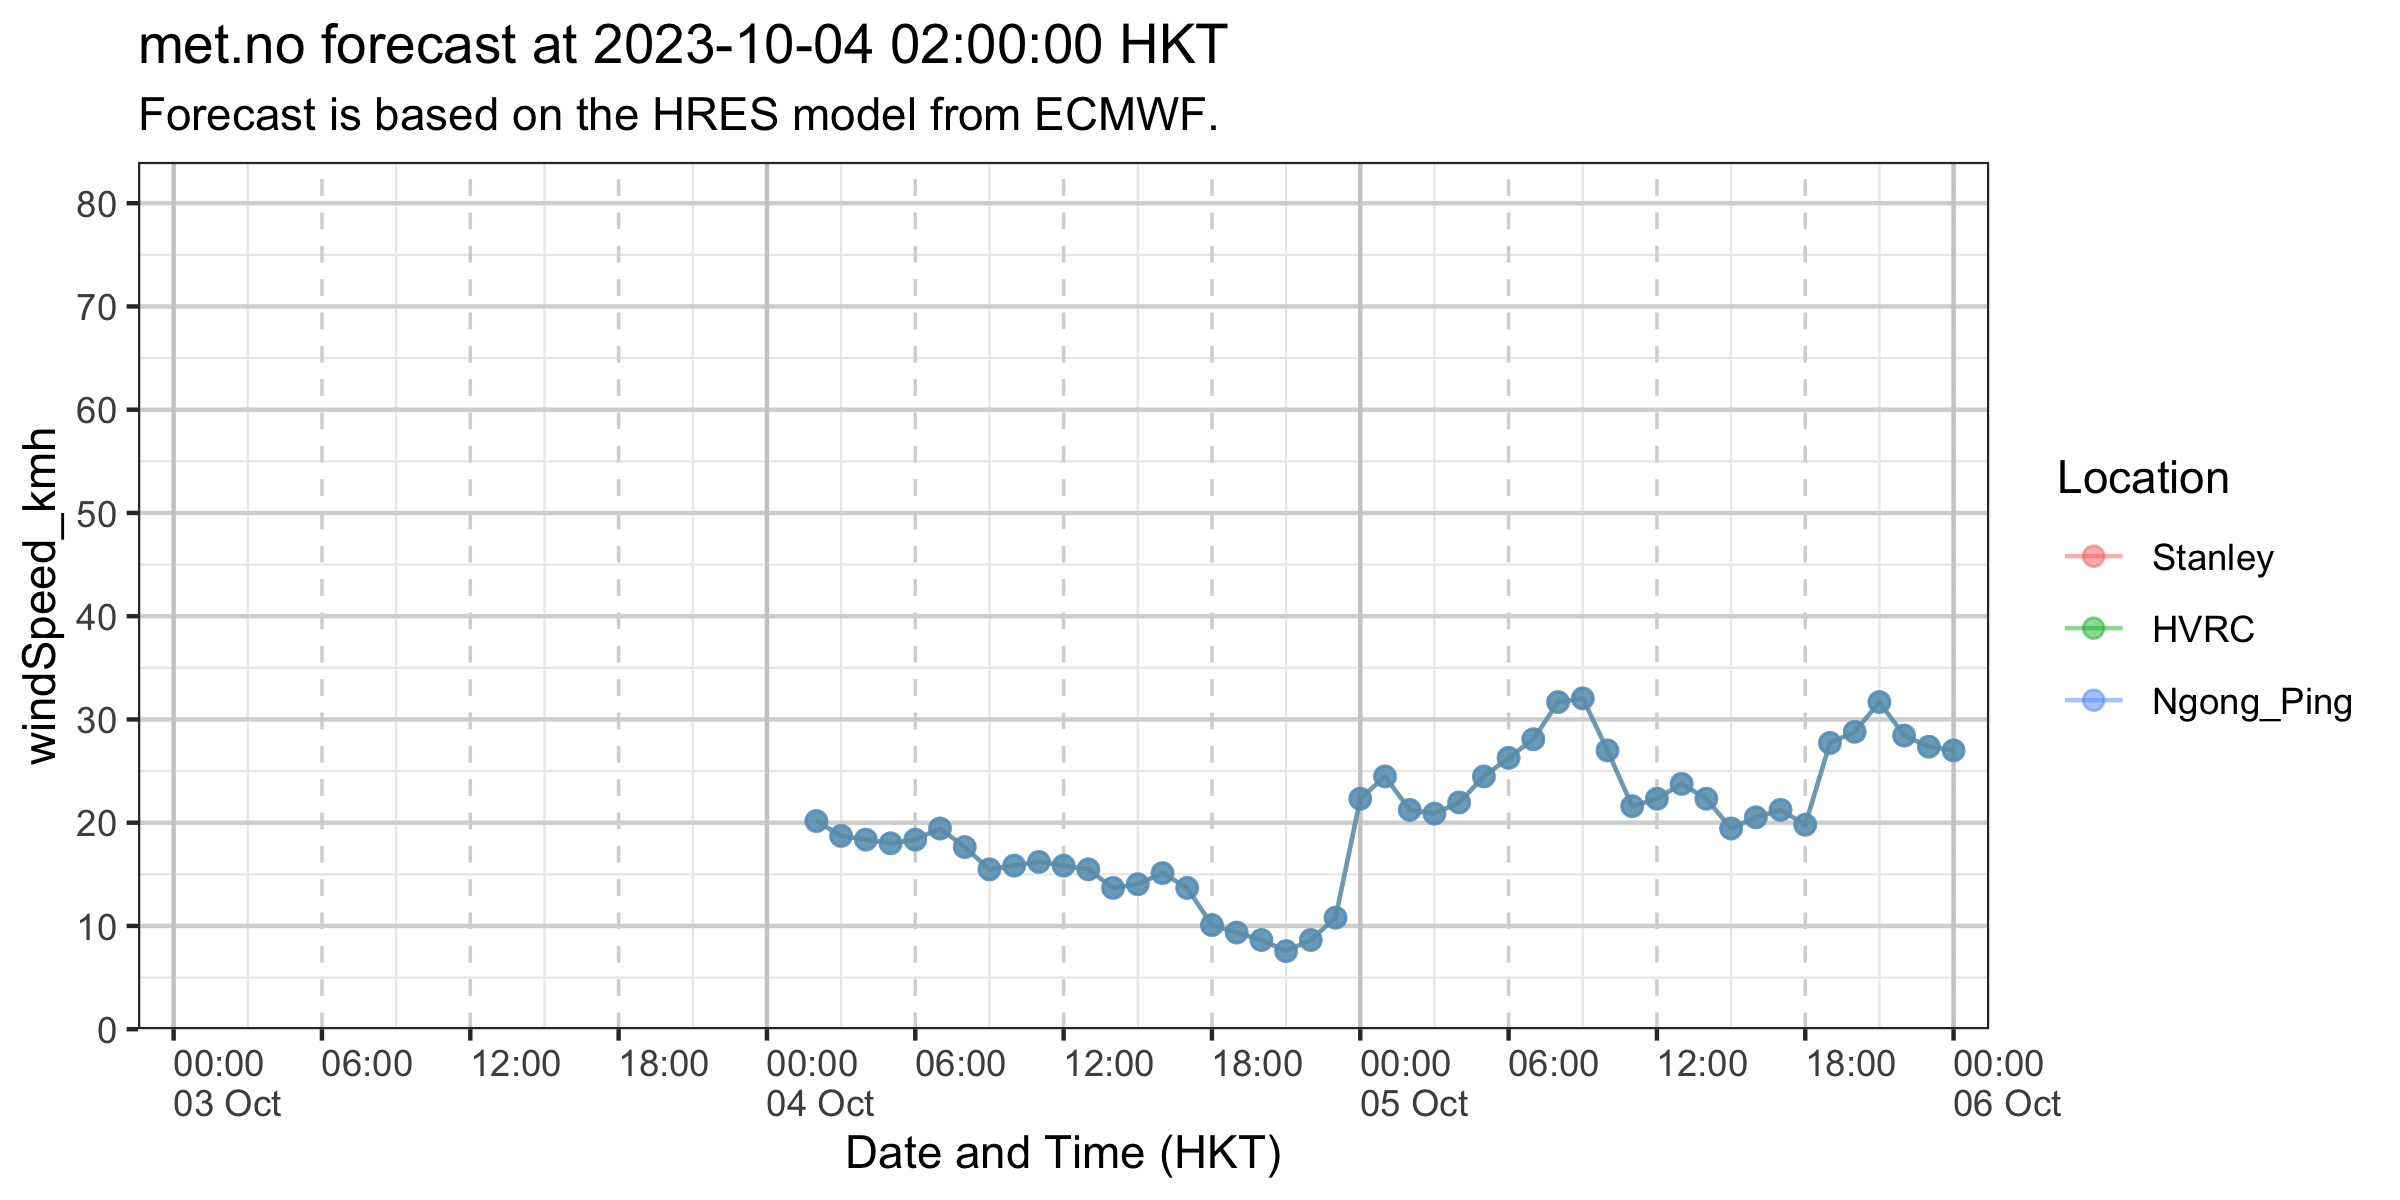 met.no forecast at 2023-10-04 02:00:00 HKT
Forecast is based on the HRES model from ECMWF.
windSpeed_kmh
80
70
60
50
40
30
20
10
0
00:00 06:00 12:00 18:00 00:00 06:00 12:00 18:00 00:00 06:00 12:00 18:00 00:00
03 Oct 04 Oct 05 Oct 06 Oct
Date and Time (HKT)
Location
Stanley
HVRC
Ngong_Ping